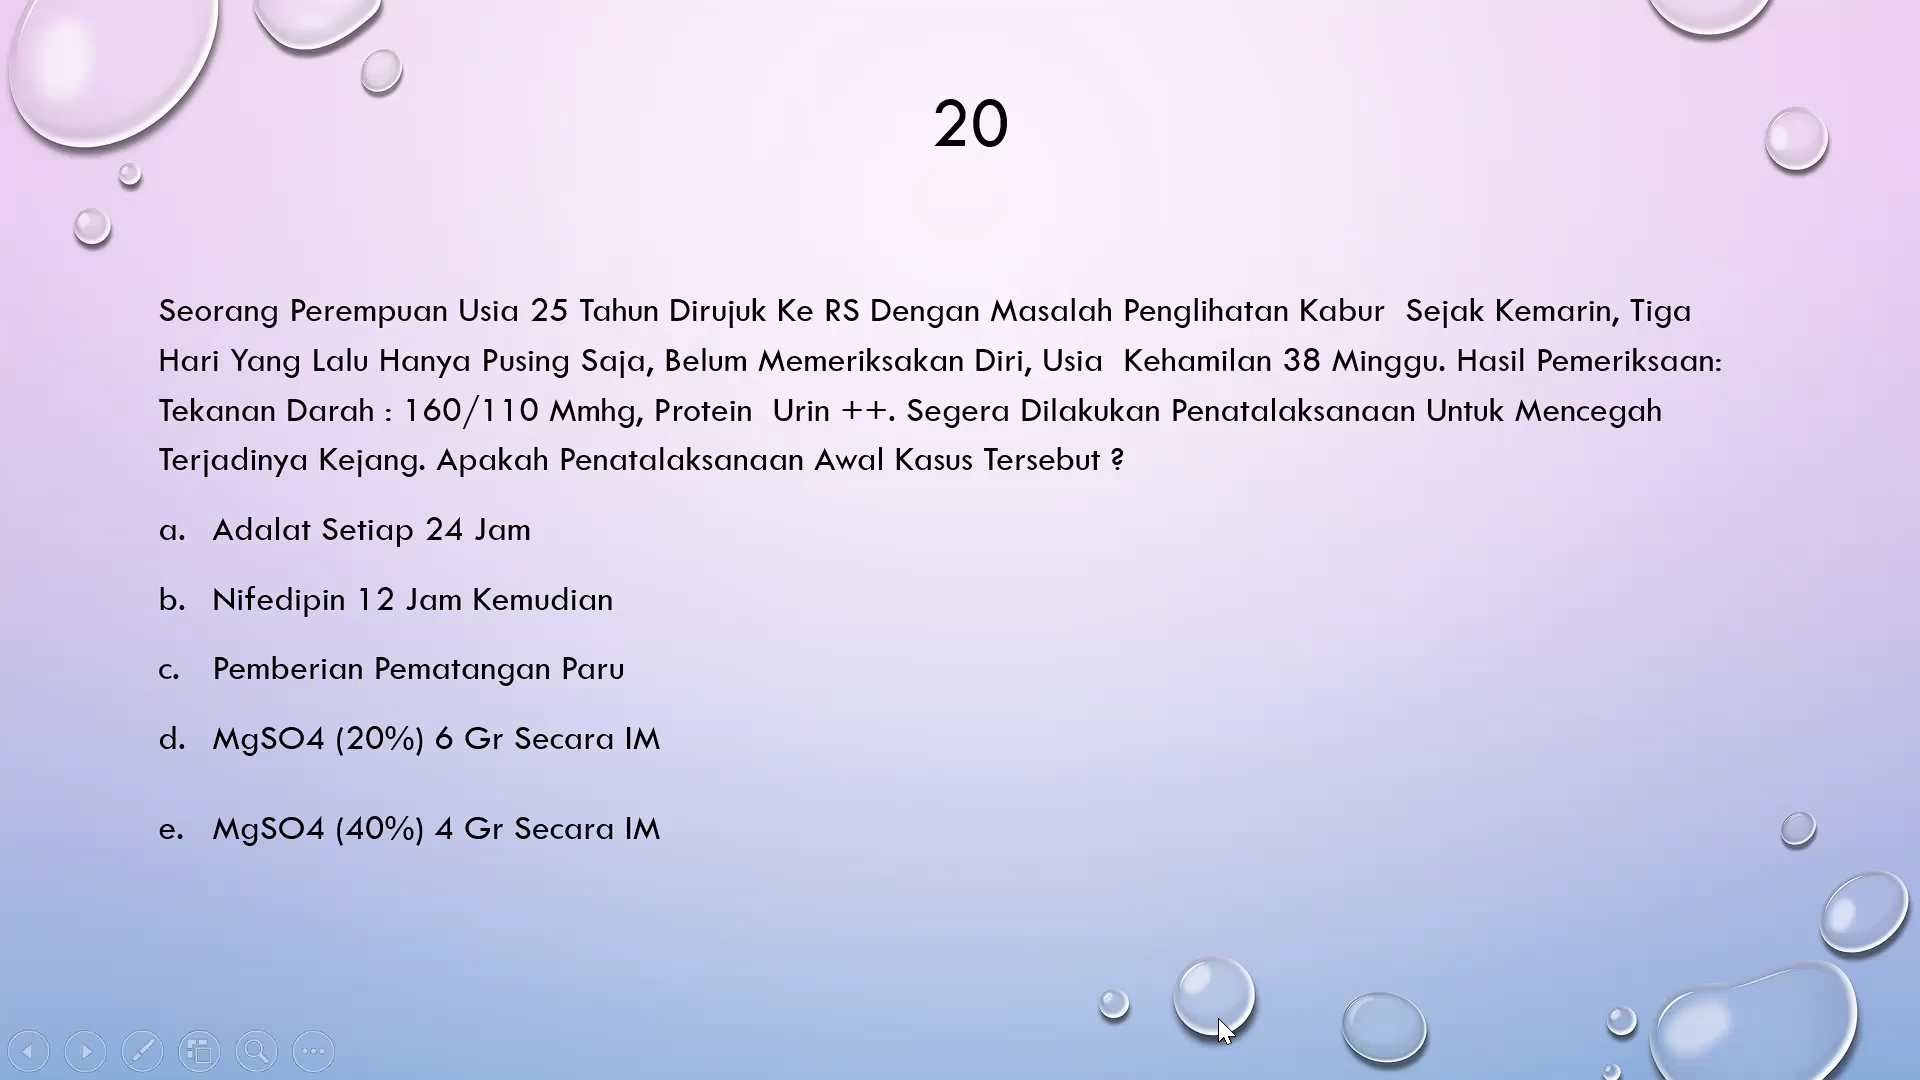 20
Seorang Perempuan Usia 25 Tahun Dirujuk Ke RS Dengan Masalah Penglihatan Kabur Sejak Kemarin, Tiga
Hari Yang Lalu Hanya Pusing Saja, Belum Memeriksakan Diri, Usia Kehamilan 38 Minggu. Hasil Pemeriksaan:
Tekanan Darah : 160/110 Mmhg, Protein Urin ++. Segera Dilakukan Penatalaksanaan Untuk Mencegah
Terjadinya Kejang. Apakah Penatalaksanaan Awal Kasus Tersebut ?
a. Adalat Setiap 24 Jam
b. Nifedipin 12 Jam Kemudian
c. Pemberian Pematangan Paru
d. MgSO4 (20%) 6 Gr Secara IM
e. MgSO4 (40%) 4 Gr Secara IM